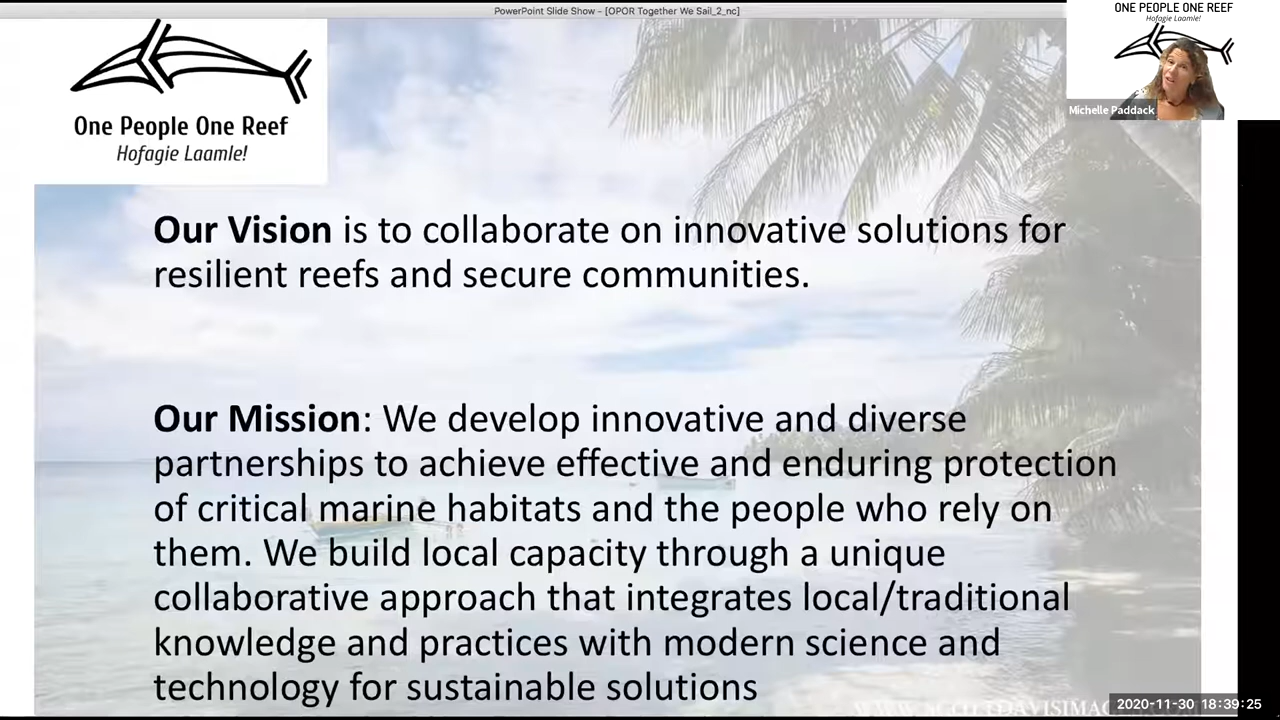 PowerPoint Slide Show - [OPOR Together We Sail_2_nc]
One People One Reef
Hofagie Laamle!
ONE PEOPLE ONE REEF
Hofagie Laamle!
Michelle Paddack
Our Vision is to collaborate on innovative solutions for
resilient reefs and secure communities.
Our Mission: We develop innovative and diverse
partnerships to achieve effective and enduring protection
of critical marine habitats and the people who rely on
them. We build local capacity through a unique
collaborative approach that integrates local/traditional
knowledge and practices with modern science and
technology for sustainable solutions
2020-11-30 18:39:25